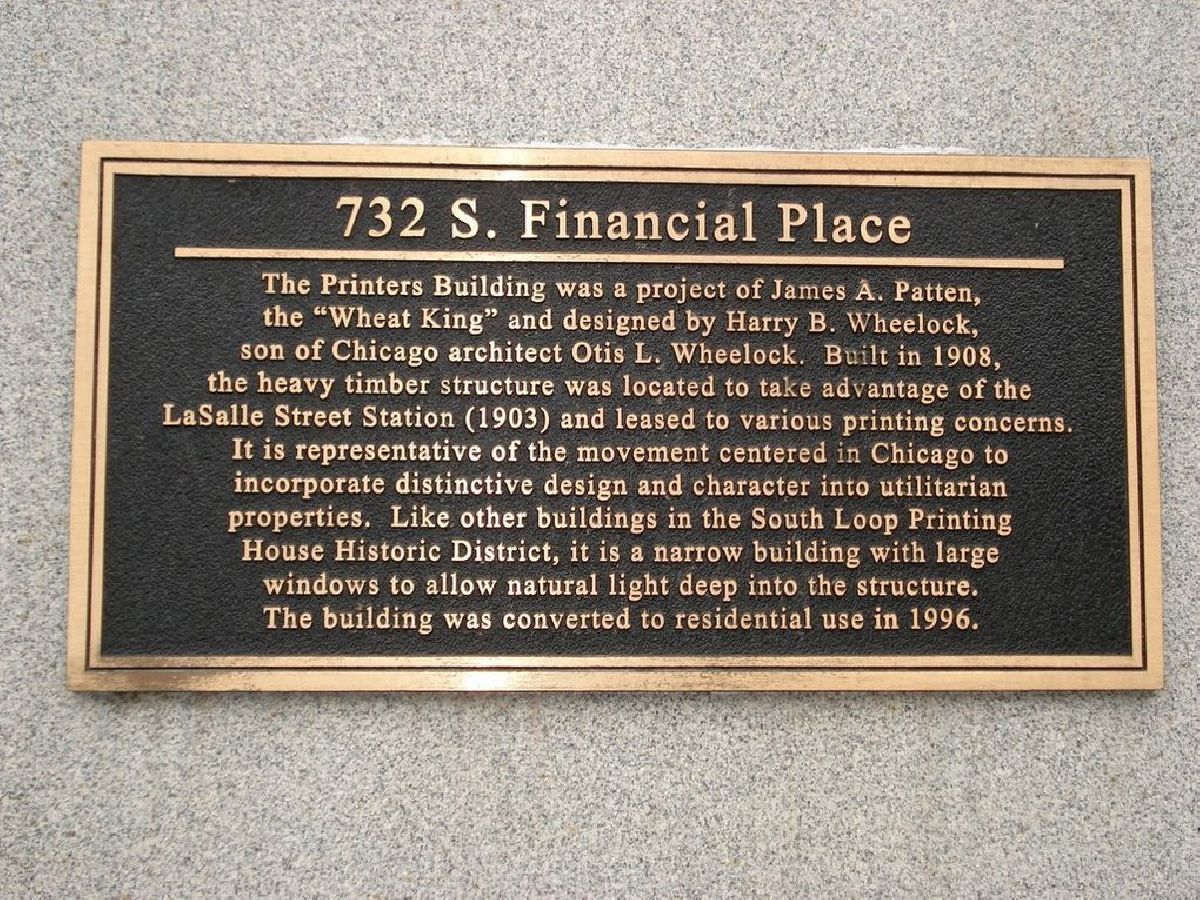 732 S. Financial Place
The Printers Building was a project of James A. Patten,
the “Wheat King” and designed by Harry B. Wheelock,
son of Chicago architect Otis L. Wheelock.  Built in 1908,
the heavy timber structure was located to take advantage of the
LaSalle Street Station (1903) and leased to various printing concerns.
It is representative of the movement centered in Chicago to
incorporate distinctive design and character into utilitarian
properties.  Like other buildings in the South Loop Printing
House Historic District, it is a narrow building with large
windows to allow natural light deep into the structure.
The building was converted to residential use in 1996.